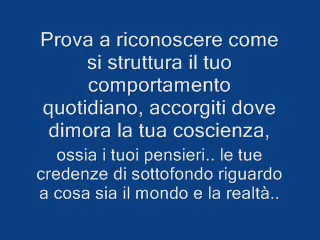 Prova a riconoscere come
si struttura il tuo
comportamento
quotidiano, accorgiti dove
dimora la tua coscienza,
ossia i tuoi pensieri.. le tue
credenze di sottofondo riguardo
a cosa sia il mondo e la realtà..